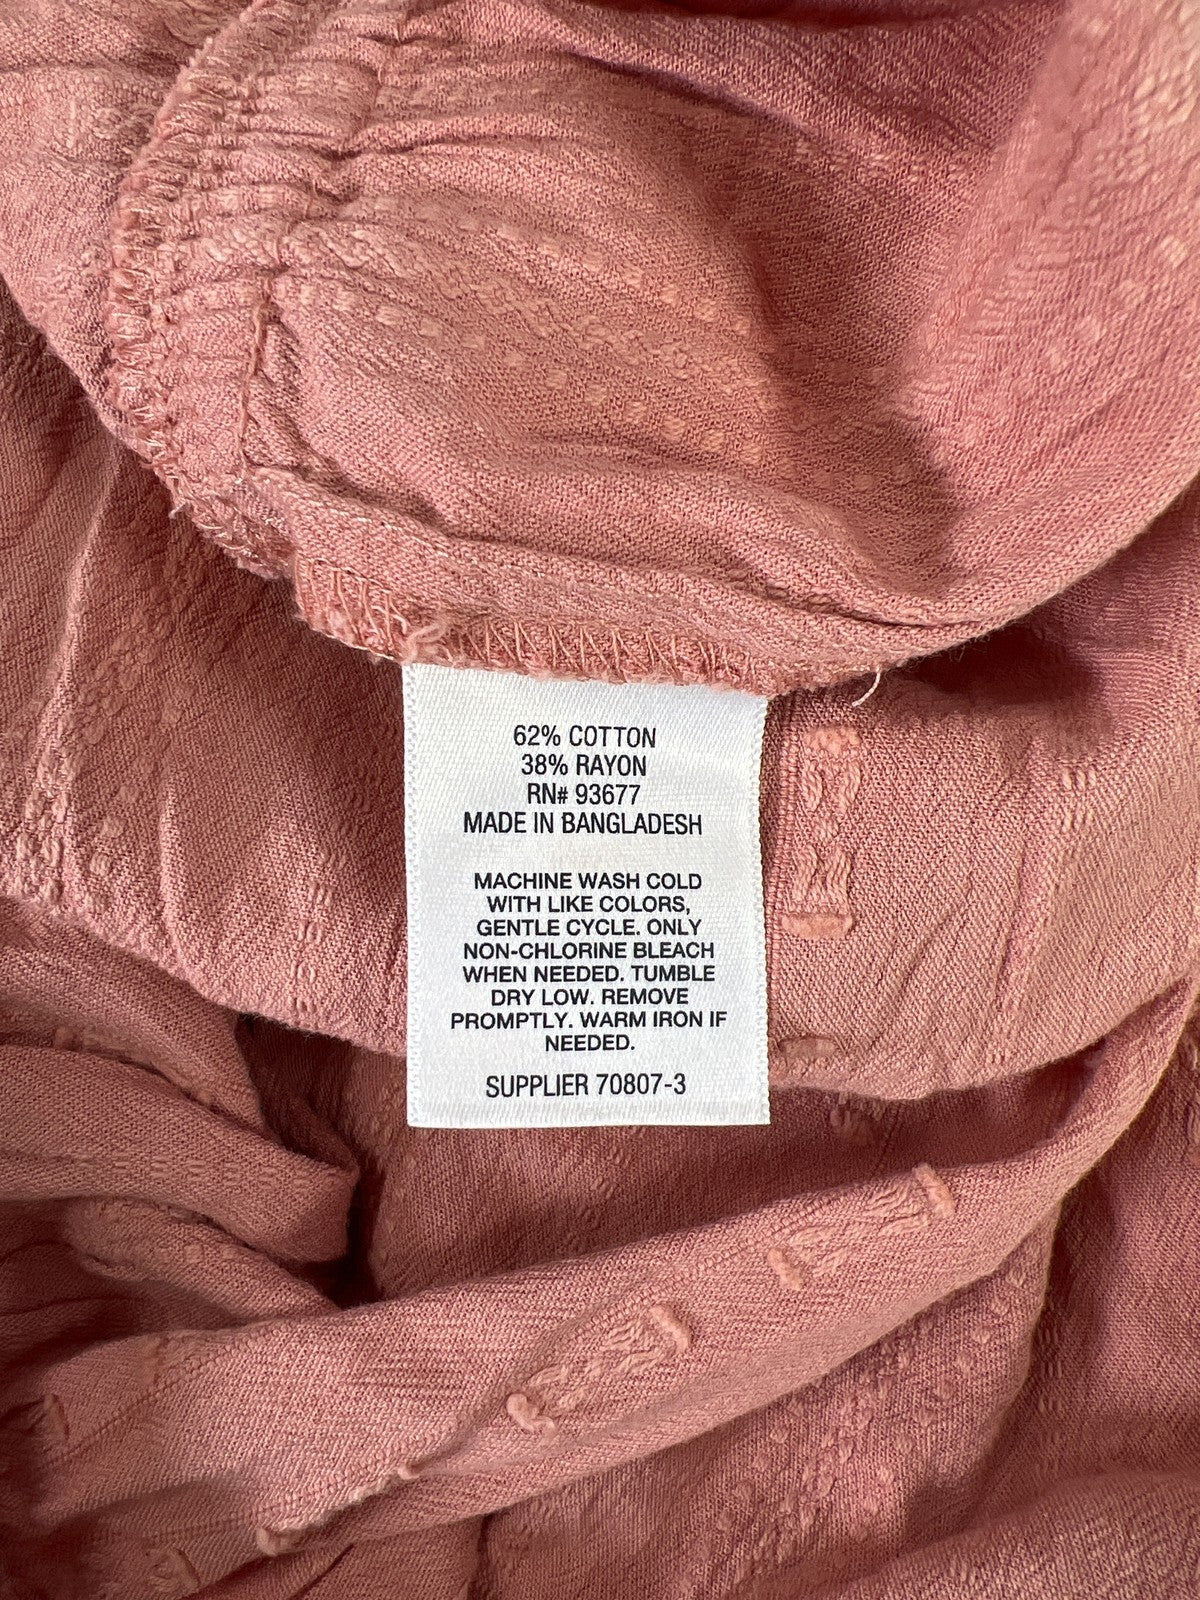 62% COTTON
38% RAYON
RN# 93677
MADE IN BANGLADESH
MACHINE WASH COLD
WITH LIKE COLORS,
GENTLE CYCLE. ONLY
NON-CHLORINE BLEACH
WHEN NEEDED. TUMBLE
DRY LOW. REMOVE
PROMPTLY. WARM IRON IF
NEEDED.
SUPPLIER 70807-3